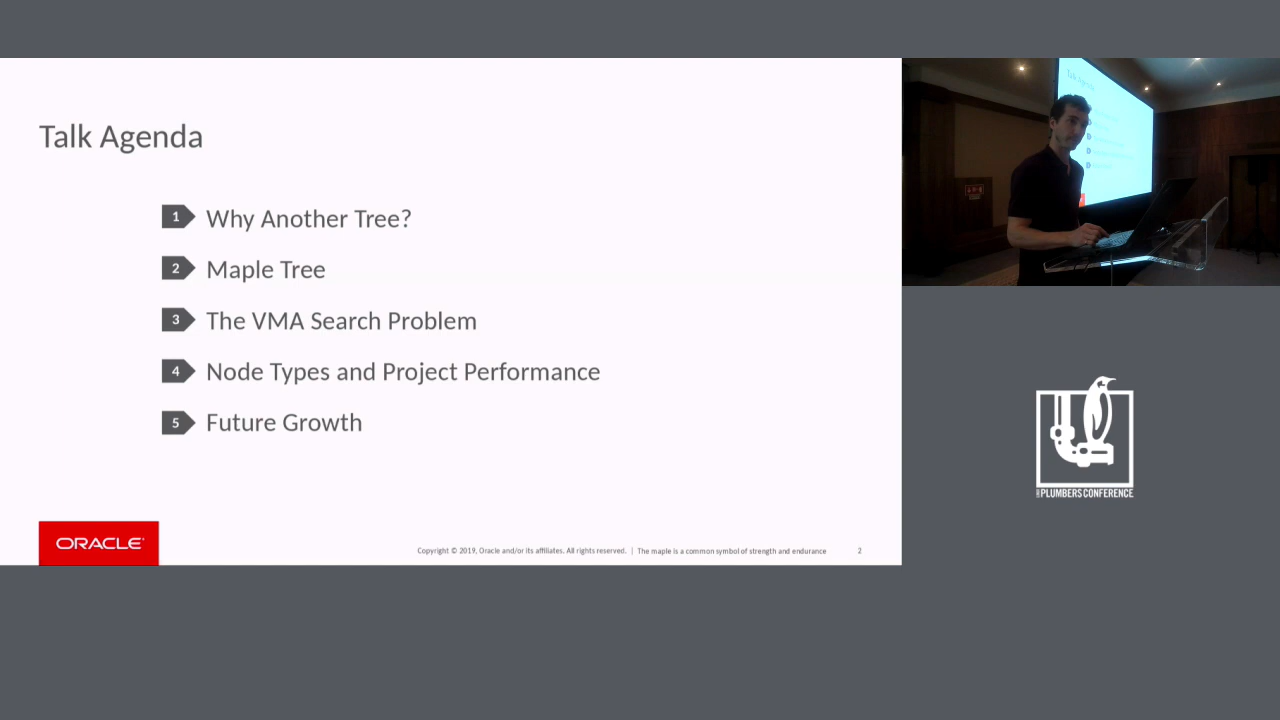 Talk Agenda
1 Why Another Tree?
2 Maple Tree
3 The VMA Search Problem
4 Node Types and Project Performance
5 Future Growth
ORACLE
Copyright © 2019, Oracle and/or its affiliates. All rights reserved. | The maple is a common symbol of strength and endurance 2
Talk Agenda
PLUMBERS CONFERENCE